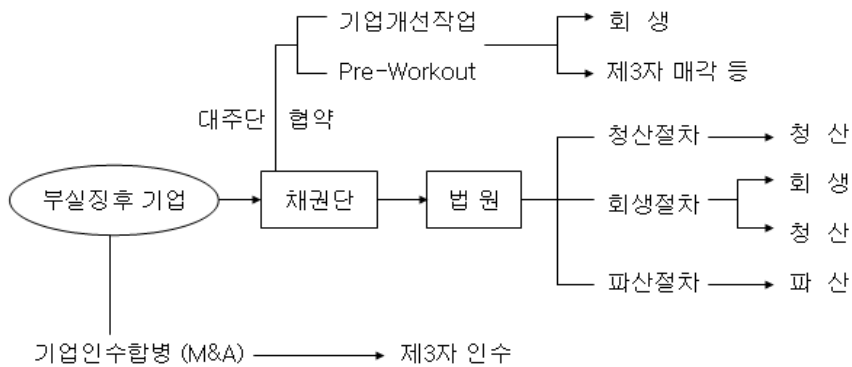 기업개선작업
회 생
Pre-Workout
제3자 매각 등
대주단 협약
청산절차
청 산
부실징후 기업
채권단
법 원
회생절차
회 생
청 산
파산절차
파 산
기업인수합병 (M&A)
제3자 인수